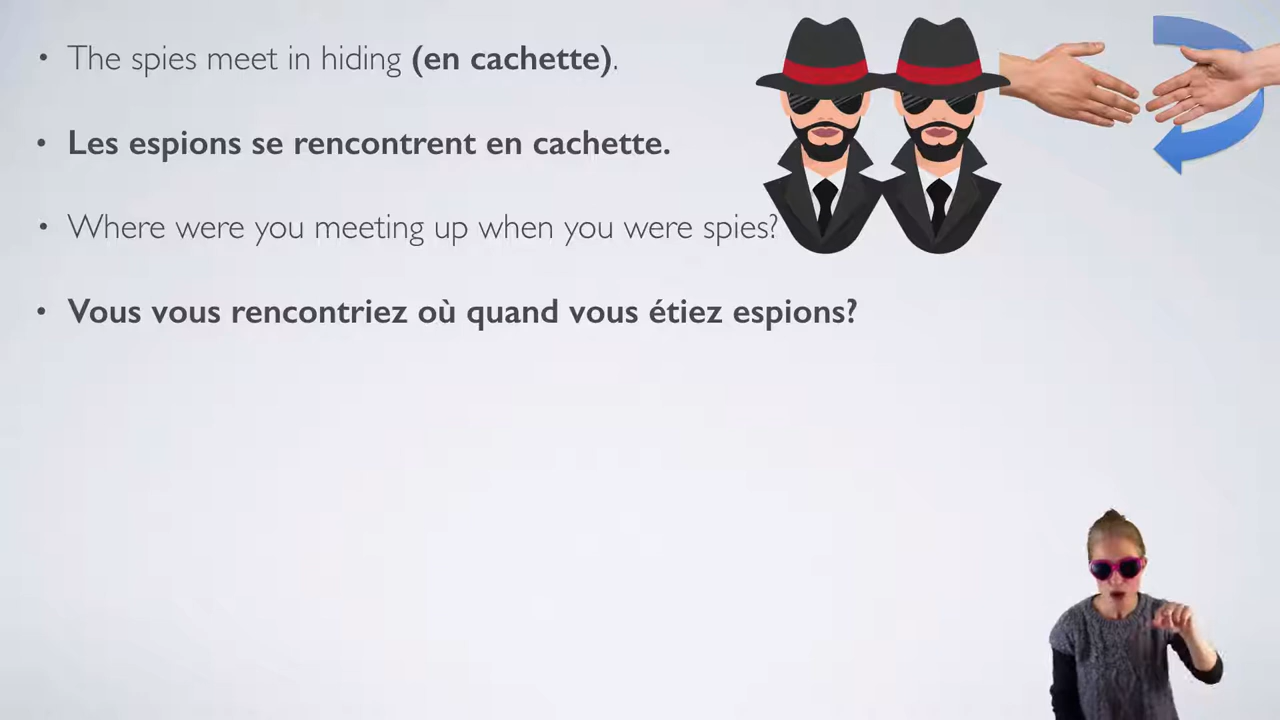 • The spies meet in hiding (en cachette).
• Les espions se rencontrent en cachette.
• Where were you meeting up when you were spies?
• Vous vous rencontriez où quand vous étiez espions?